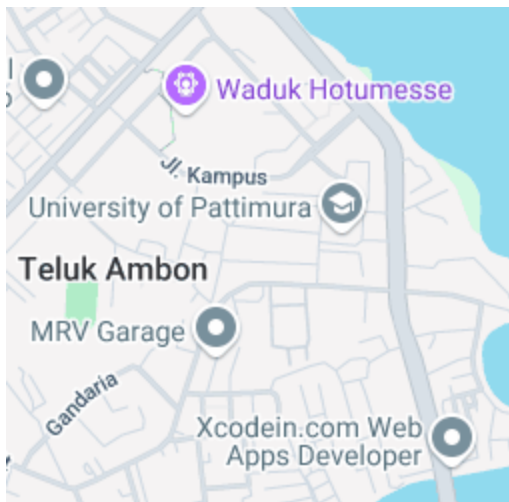 Waduk Hotumesse
Jl. Kampus
University of Pattimura
Teluk Ambon
MRV Garage
Gandaria
Xcodein.com Web
Apps Developer